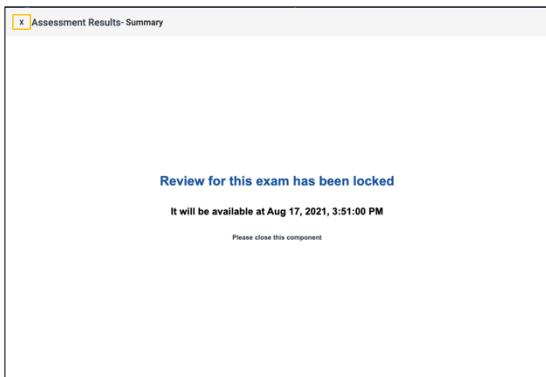 x Assessment Results- Summary
Review for this exam has been locked
It will be available at Aug 17, 2021, 3:51:00 PM
Please close this component